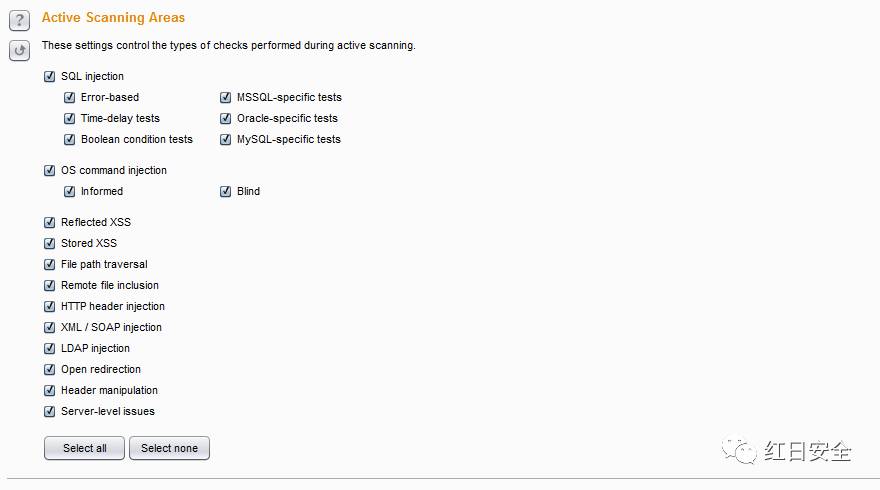 ?
Active Scanning Areas
These settings control the types of checks performed during active scanning.
SQL injection
Error-based MSSQL-specific tests
Time-delay tests Oracle-specific tests
Boolean condition tests MySQL-specific tests
OS command injection
Informed Blind
Reflected XSS
Stored XSS
File path traversal
Remote file inclusion
HTTP header injection
XML / SOAP injection
LDAP injection
Open redirection
Header manipulation
Server-level issues
Select all Select none
红日安全